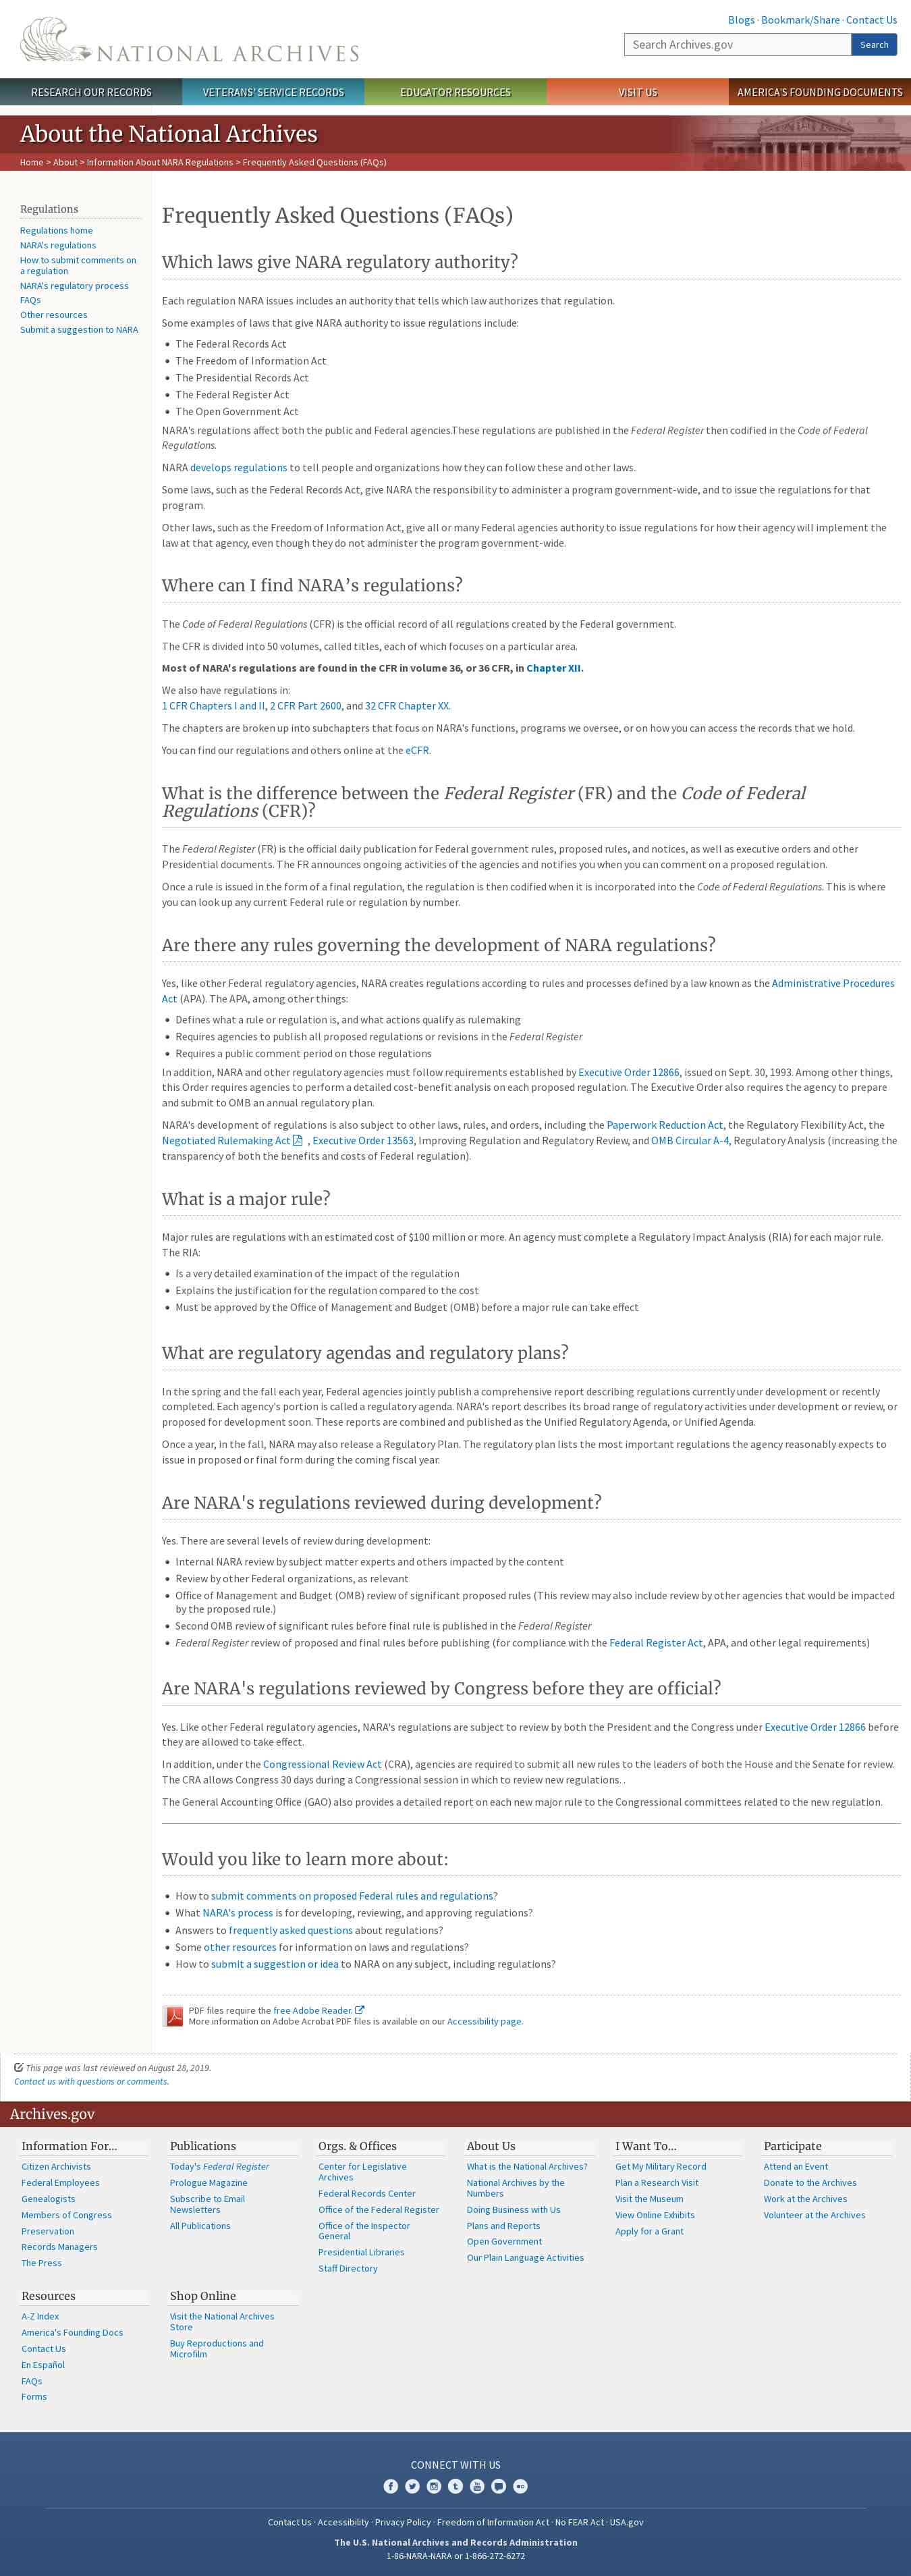 Blogs · Bookmark/Share · Contact Us
NATIONAL ARCHIVES
Search Archives.gov
Search
RESEARCH OUR RECORDS
VETERANS' SERVICE RECORDS
EDUCATOR RESOURCES
VISIT US
AMERICA'S FOUNDING DOCUMENTS
About the National Archives
Home > About > Information About NARA Regulations > Frequently Asked Questions (FAQs)
Regulations
Regulations home
NARA's regulations
How to submit comments on
a regulation
NARA's regulatory process
FAQs
Other resources
Submit a suggestion to NARA
Frequently Asked Questions (FAQs)
Which laws give NARA regulatory authority?
Each regulation NARA issues includes an authority that tells which law authorizes that regulation.
Some examples of laws that give NARA authority to issue regulations include:
• The Federal Records Act
• The Freedom of Information Act
• The Presidential Records Act
• The Federal Register Act
• The Open Government Act
NARA's regulations affect both the public and Federal agencies.These regulations are published in the Federal Register then codified in the Code of Federal
Regulations.
NARA develops regulations to tell people and organizations how they can follow these and other laws.
Some laws, such as the Federal Records Act, give NARA the responsibility to administer a program government-wide, and to issue the regulations for that
program.
Other laws, such as the Freedom of Information Act, give all or many Federal agencies authority to issue regulations for how their agency will implement the
law at that agency, even though they do not administer the program government-wide.
Where can I find NARA’s regulations?
The Code of Federal Regulations (CFR) is the official record of all regulations created by the Federal government.
The CFR is divided into 50 volumes, called titles, each of which focuses on a particular area.
Most of NARA's regulations are found in the CFR in volume 36, or 36 CFR, in Chapter XII.
We also have regulations in:
1 CFR Chapters I and II, 2 CFR Part 2600, and 32 CFR Chapter XX.
The chapters are broken up into subchapters that focus on NARA's functions, programs we oversee, or on how you can access the records that we hold.
You can find our regulations and others online at the eCFR.
What is the difference between the Federal Register (FR) and the Code of Federal
Regulations (CFR)?
The Federal Register (FR) is the official daily publication for Federal government rules, proposed rules, and notices, as well as executive orders and other
Presidential documents. The FR announces ongoing activities of the agencies and notifies you when you can comment on a proposed regulation.
Once a rule is issued in the form of a final regulation, the regulation is then codified when it is incorporated into the Code of Federal Regulations. This is where
you can look up any current Federal rule or regulation by number.
Are there any rules governing the development of NARA regulations?
Yes, like other Federal regulatory agencies, NARA creates regulations according to rules and processes defined by a law known as the Administrative Procedures
Act (APA). The APA, among other things:
• Defines what a rule or regulation is, and what actions qualify as rulemaking
• Requires agencies to publish all proposed regulations or revisions in the Federal Register
• Requires a public comment period on those regulations
In addition, NARA and other regulatory agencies must follow requirements established by Executive Order 12866, issued on Sept. 30, 1993. Among other things,
this Order requires agencies to perform a detailed cost-benefit analysis on each proposed regulation. The Executive Order also requires the agency to prepare
and submit to OMB an annual regulatory plan.
NARA's development of regulations is also subject to other laws, rules, and orders, including the Paperwork Reduction Act, the Regulatory Flexibility Act, the
Negotiated Rulemaking Act , Executive Order 13563, Improving Regulation and Regulatory Review, and OMB Circular A-4, Regulatory Analysis (increasing the
transparency of both the benefits and costs of Federal regulation).
What is a major rule?
Major rules are regulations with an estimated cost of $100 million or more. An agency must complete a Regulatory Impact Analysis (RIA) for each major rule.
The RIA:
• Is a very detailed examination of the impact of the regulation
• Explains the justification for the regulation compared to the cost
• Must be approved by the Office of Management and Budget (OMB) before a major rule can take effect
What are regulatory agendas and regulatory plans?
In the spring and the fall each year, Federal agencies jointly publish a comprehensive report describing regulations currently under development or recently
completed. Each agency's portion is called a regulatory agenda. NARA's report describes its broad range of regulatory activities under development or review, or
proposed for development soon. These reports are combined and published as the Unified Regulatory Agenda, or Unified Agenda.
Once a year, in the fall, NARA may also release a Regulatory Plan. The regulatory plan lists the most important regulations the agency reasonably expects to
issue in proposed or final form during the coming fiscal year.
Are NARA's regulations reviewed during development?
Yes. There are several levels of review during development:
• Internal NARA review by subject matter experts and others impacted by the content
• Review by other Federal organizations, as relevant
• Office of Management and Budget (OMB) review of significant proposed rules (This review may also include review by other agencies that would be impacted
by the proposed rule.)
• Second OMB review of significant rules before final rule is published in the Federal Register
• Federal Register review of proposed and final rules before publishing (for compliance with the Federal Register Act, APA, and other legal requirements)
Are NARA's regulations reviewed by Congress before they are official?
Yes. Like other Federal regulatory agencies, NARA's regulations are subject to review by both the President and the Congress under Executive Order 12866 before
they are allowed to take effect.
In addition, under the Congressional Review Act (CRA), agencies are required to submit all new rules to the leaders of both the House and the Senate for review.
The CRA allows Congress 30 days during a Congressional session in which to review new regulations. .
The General Accounting Office (GAO) also provides a detailed report on each new major rule to the Congressional committees related to the new regulation.
Would you like to learn more about:
• How to submit comments on proposed Federal rules and regulations?
• What NARA's process is for developing, reviewing, and approving regulations?
• Answers to frequently asked questions about regulations?
• Some other resources for information on laws and regulations?
• How to submit a suggestion or idea to NARA on any subject, including regulations?
PDF files require the free Adobe Reader.
More information on Adobe Acrobat PDF files is available on our Accessibility page.
This page was last reviewed on August 28, 2019.
Contact us with questions or comments.
Archives.gov
Information For…
Citizen Archivists
Federal Employees
Genealogists
Members of Congress
Preservation
Records Managers
The Press
Publications
Today's Federal Register
Prologue Magazine
Subscribe to Email
Newsletters
All Publications
Orgs. & Offices
Center for Legislative
Archives
Federal Records Center
Office of the Federal Register
Office of the Inspector
General
Presidential Libraries
Staff Directory
About Us
What is the National Archives?
National Archives by the
Numbers
Doing Business with Us
Plans and Reports
Open Government
Our Plain Language Activities
I Want To…
Get My Military Record
Plan a Research Visit
Visit the Museum
View Online Exhibits
Apply for a Grant
Participate
Attend an Event
Donate to the Archives
Work at the Archives
Volunteer at the Archives
Resources
A-Z Index
America's Founding Docs
Contact Us
En Español
FAQs
Forms
Shop Online
Visit the National Archives
Store
Buy Reproductions and
Microfilm
CONNECT WITH US
Contact Us · Accessibility · Privacy Policy · Freedom of Information Act · No FEAR Act · USA.gov
The U.S. National Archives and Records Administration
1-86-NARA-NARA or 1-866-272-6272